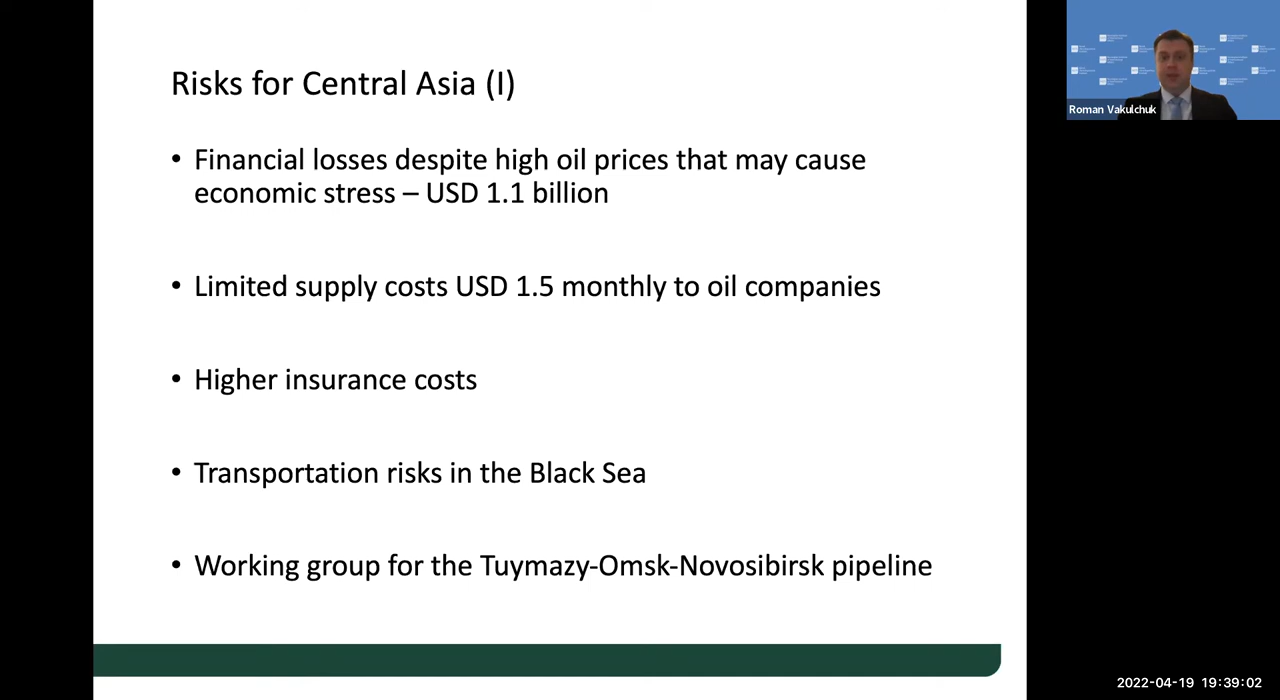 Risks for Central Asia (I)
• Financial losses despite high oil prices that may cause
economic stress – USD 1.1 billion
• Limited supply costs USD 1.5 monthly to oil companies
• Higher insurance costs
• Transportation risks in the Black Sea
• Working group for the Tuymazy-Omsk-Novosibirsk pipeline
Roman Vakulchuk
2022-04-19 19:39:02